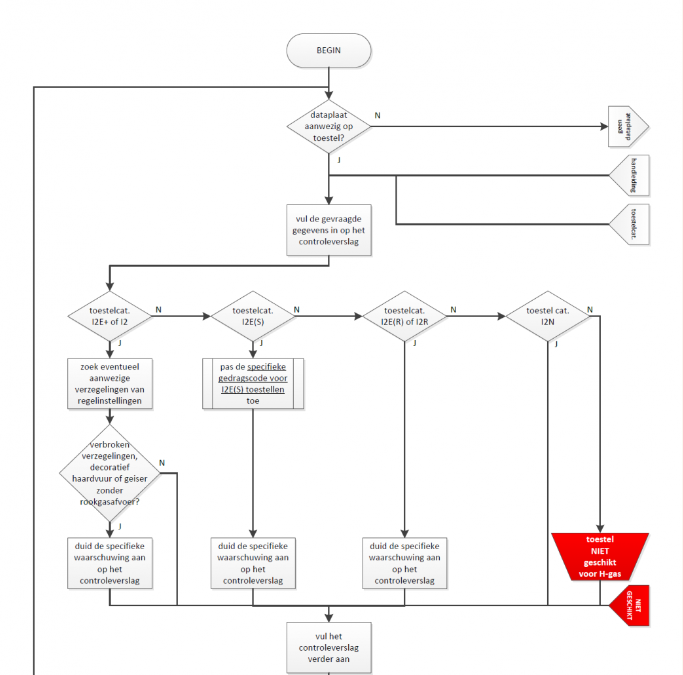 BEGIN
dataplaat
aanwezig op
toestel?
N
geen
dataplaat
J
handleiding
vul de gevraagde
gegevens in op het
controleverslag
toestelcat.
toestelcat.
I2E+ of I2
N
toestelcat.
I2E(S)
N
toestelcat.
I2E(R) of I2R
N
toestel cat.
I2N
N
J
J
J
J
zoek eventueel
aanwezige
verzegelingen van
regelinstellingen
pas de specifieke
gedragscode voor
I2E(S) toestellen
toe
verbroken
verzegelingen,
decoratief
haardvuur of geiser
zonder
rookgasafvoer?
N
J
duid de specifieke
waarschuwing aan
op het
controleverslag
duid de specifieke
waarschuwing aan
op het
controleverslag
duid de specifieke
waarschuwing aan
op het
controleverslag
toestel
NIET
geschikt
voor H-gas
NIET
GESCHIKT
vul het
controleverslag
verder aan